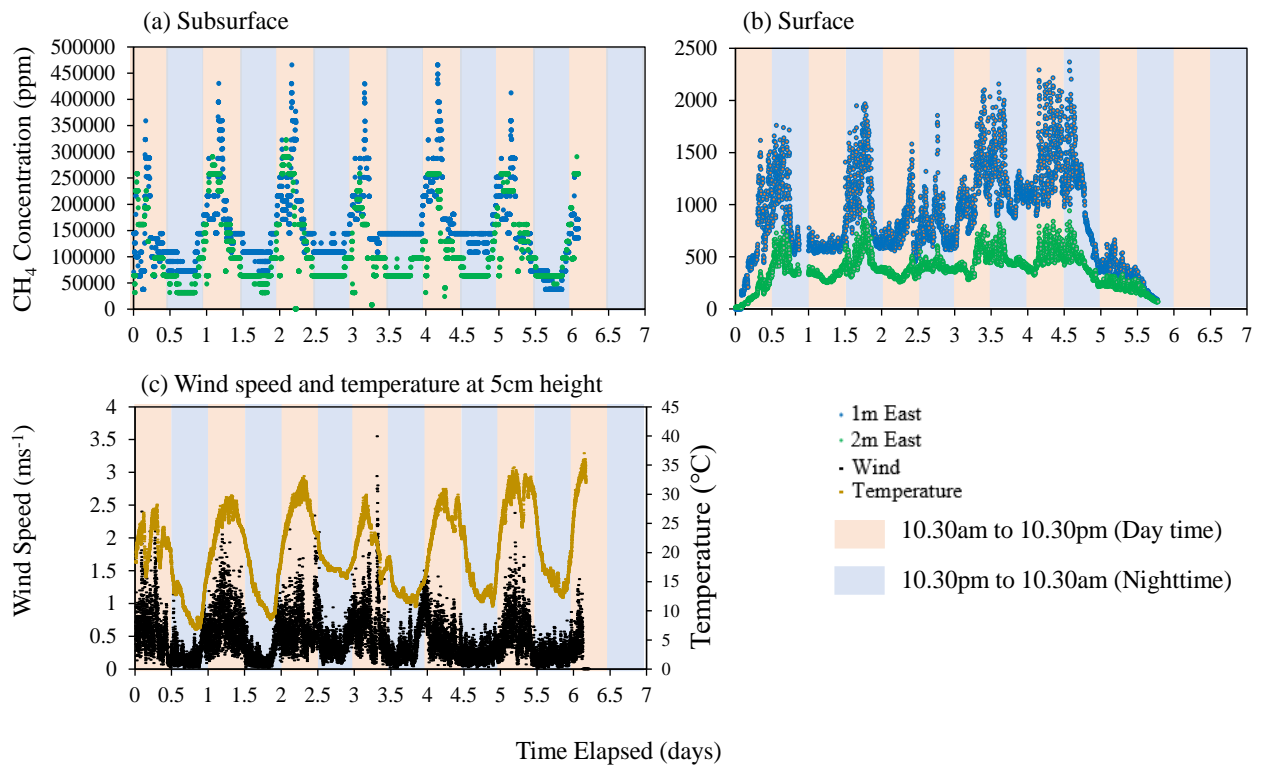 (a) Subsurface
(b) Surface
CH4 Concentration (ppm)
500000
450000
400000
350000
300000
250000
200000
150000
100000
50000
0
0 0.5 1 1.5 2 2.5 3 3.5 4 4.5 5 5.5 6 6.5 7
2500
2000
1500
1000
500
0
0 0.5 1 1.5 2 2.5 3 3.5 4 4.5 5 5.5 6 6.5 7
(c) Wind speed and temperature at 5cm height
Wind Speed (ms-1)
4
3.5
3
2.5
2
1.5
1
0.5
0
0 0.5 1 1.5 2 2.5 3 3.5 4 4.5 5 5.5 6 6.5 7
45
40
35
30
25
20
15
10
5
0
Temperature (°C)
1m East
2m East
Wind
Temperature
10.30am to 10.30pm (Day time)
10.30pm to 10.30am (Nighttime)
Time Elapsed (days)